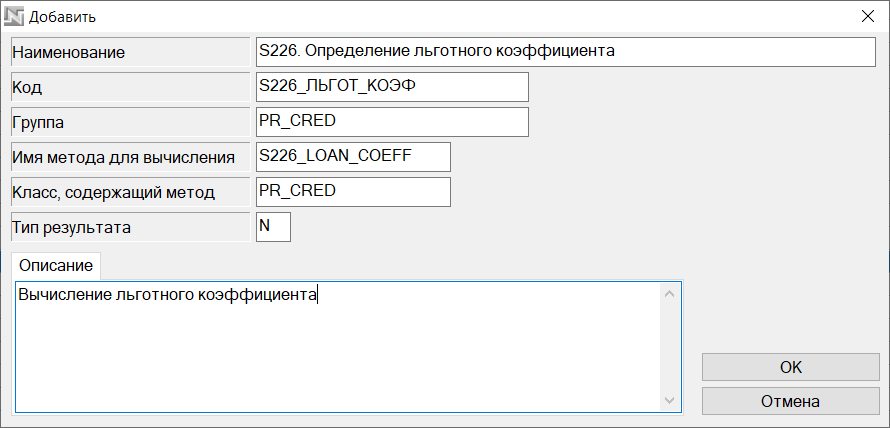 Добавить
Наименование S226. Определение льготного коэффициента
Код S226_ЛЬГОТ_КОЭФ
Группа PR_CRED
Имя метода для вычисления S226_LOAN_COEFF
Класс, содержащий метод PR_CRED
Тип результата N
Описание
Вычисление льготного коэффициента
OK
Отмена